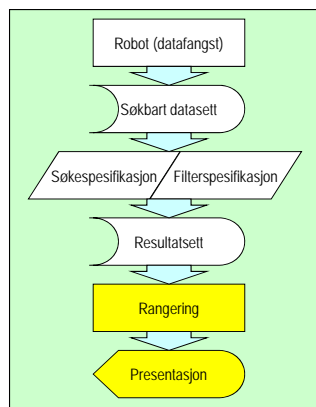 Robot (datafangst)
Søkbart datasett
Søkespesifikasjon Filterspesifikasjon
Resultatsett
Rangering
Presentasjon